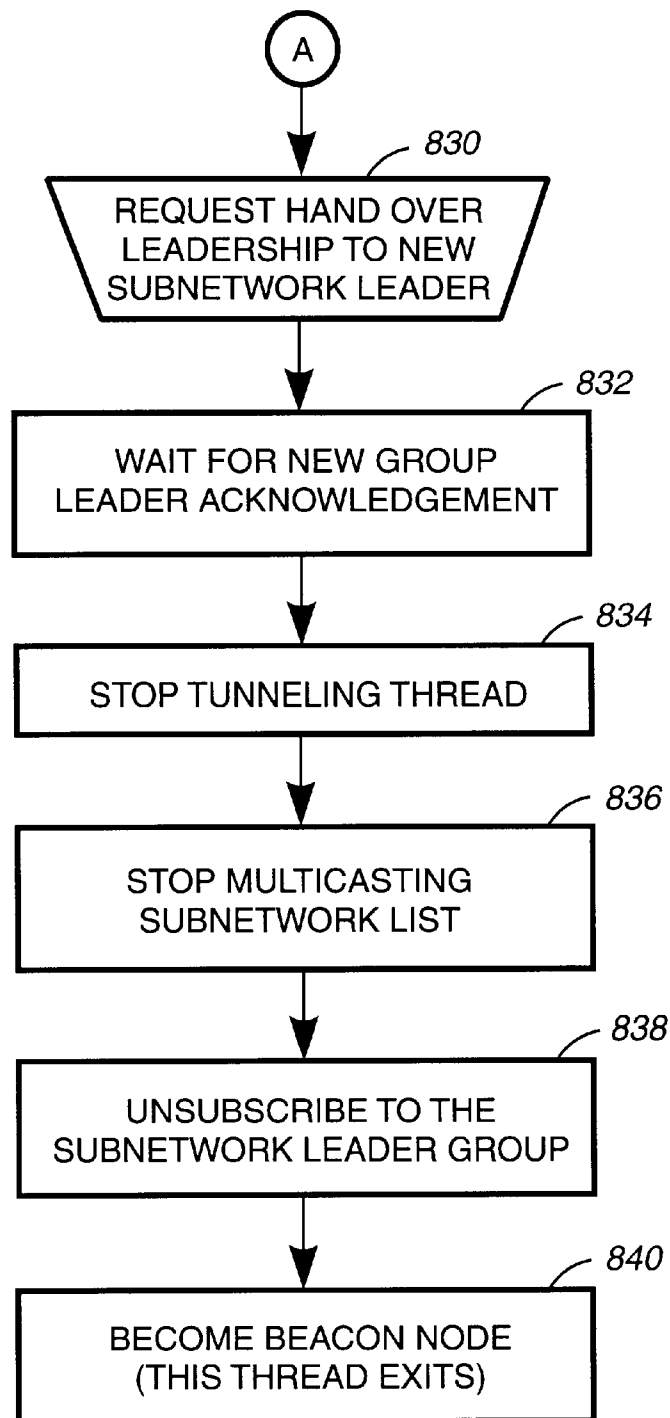 A
830
REQUEST HAND OVER
LEADERSHIP TO NEW
SUBNETWORK LEADER
832
WAIT FOR NEW GROUP
LEADER ACKNOWLEDGEMENT
834
STOP TUNNELING THREAD
836
STOP MULTICASTING
SUBNETWORK LIST
838
UNSUBSCRIBE TO THE
SUBNETWORK LEADER GROUP
840
BECOME BEACON NODE
(THIS THREAD EXITS)